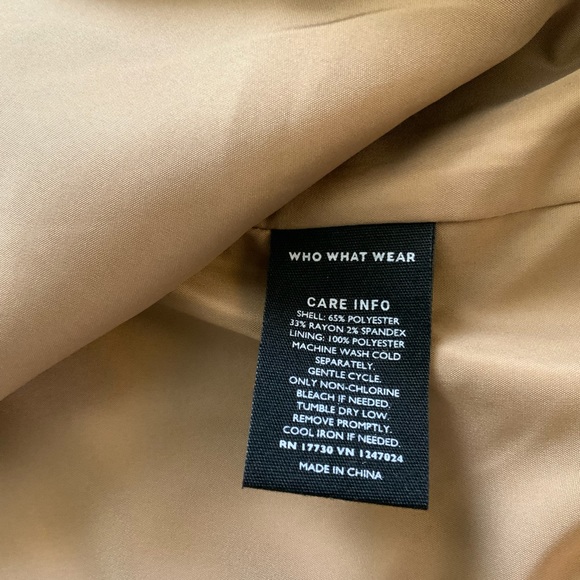 WHO WHAT WEAR
CARE INFO
SHELL: 65% POLYESTER
33% RAYON 2% SPANDEX
LINING: 100% POLYESTER
MACHINE WASH COLD
SEPARATELY.
GENTLE CYCLE.
ONLY NON-CHLORINE
BLEACH IF NEEDED.
TUMBLE DRY LOW.
REMOVE PROMPTLY.
COOL IRON IF NEEDED.
RN 17730 VN 1247024
MADE IN CHINA